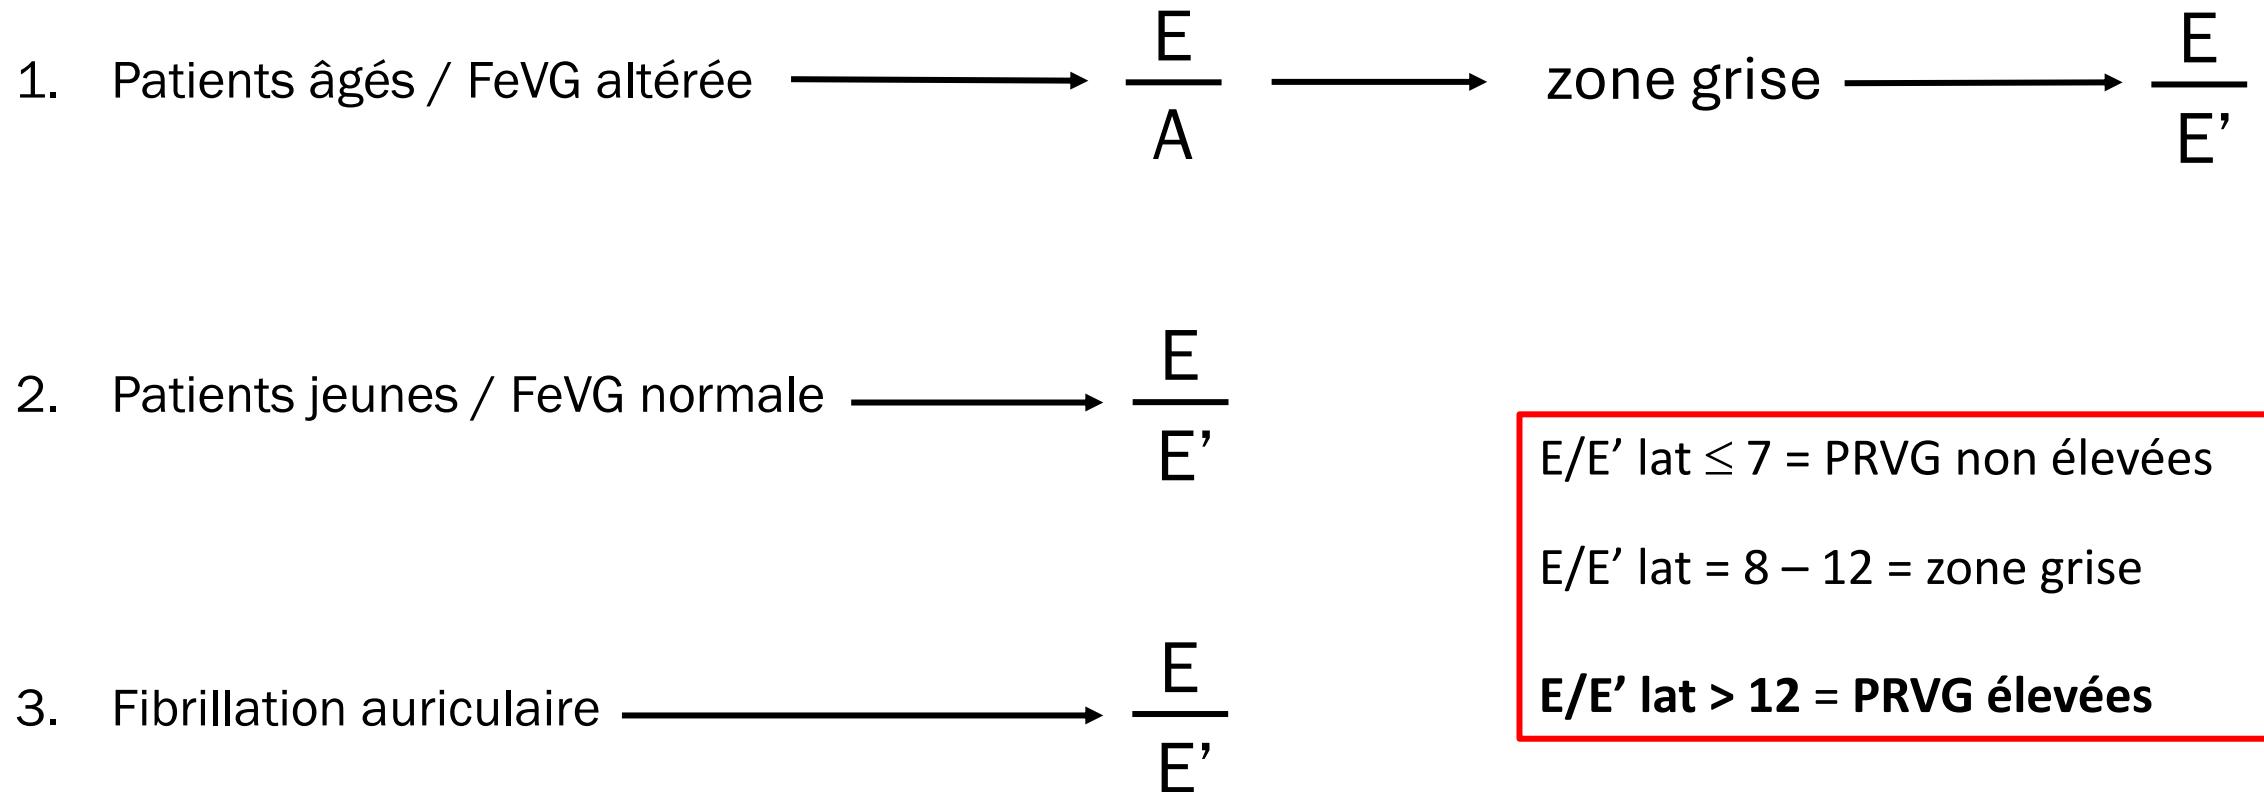 1. Patients âgés / FeVG altérée
E
A
zone grise
E
E’
2. Patients jeunes / FeVG normale
E
E’
3. Fibrillation auriculaire
E
E’
E/E’ lat ≤ 7 = PRVG non élevées
E/E’ lat = 8 – 12 = zone grise
E/E’ lat > 12 = PRVG élevées